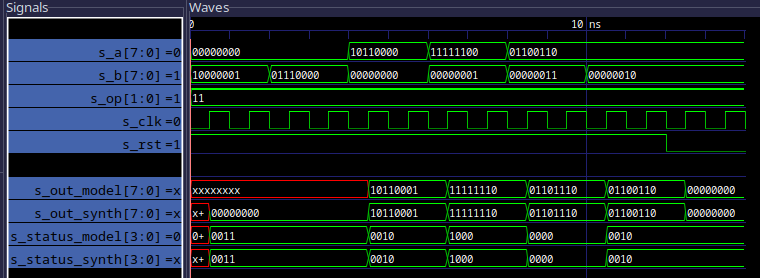 Signals Waves
0 10 ns
s_a[7:0] =0 00000000 10110000 11111100 01100110
s_b[7:0] =1 10000001 01110000 00000000 00000001 00000011 00000010
s_op[1:0] =1 11
s_clk =0
s_rst =1
s_out_model[7:0] =x xxxxxxxx 10110001 11111110 01101110 01100110 00000000
s_out_synth[7:0] =x x+ 00000000 10110001 11111110 01101110 01100110 00000000
s_status_model[3:0] =0 0+ 0011 0010 1000 0000 0010
s_status_synth[3:0] =x x+ 0011 0010 1000 0000 0010